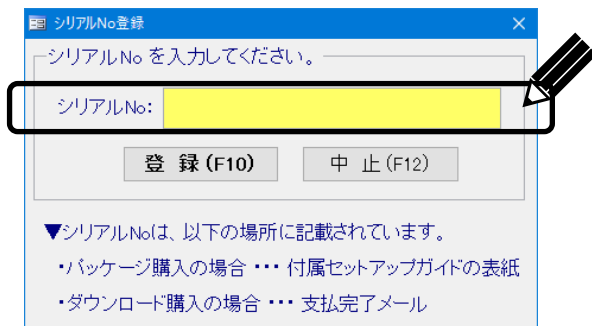 シリアルNo登録
シリアルNo を入力してください。
シリアルNo:
登 録(F10) 中 止(F12)
▼シリアルNoは、以下の場所に記載されています。
・パッケージ購入の場合 ・・・ 付属セットアップガイドの表紙
・ダウンロード購入の場合 ・・・ 支払完了メール